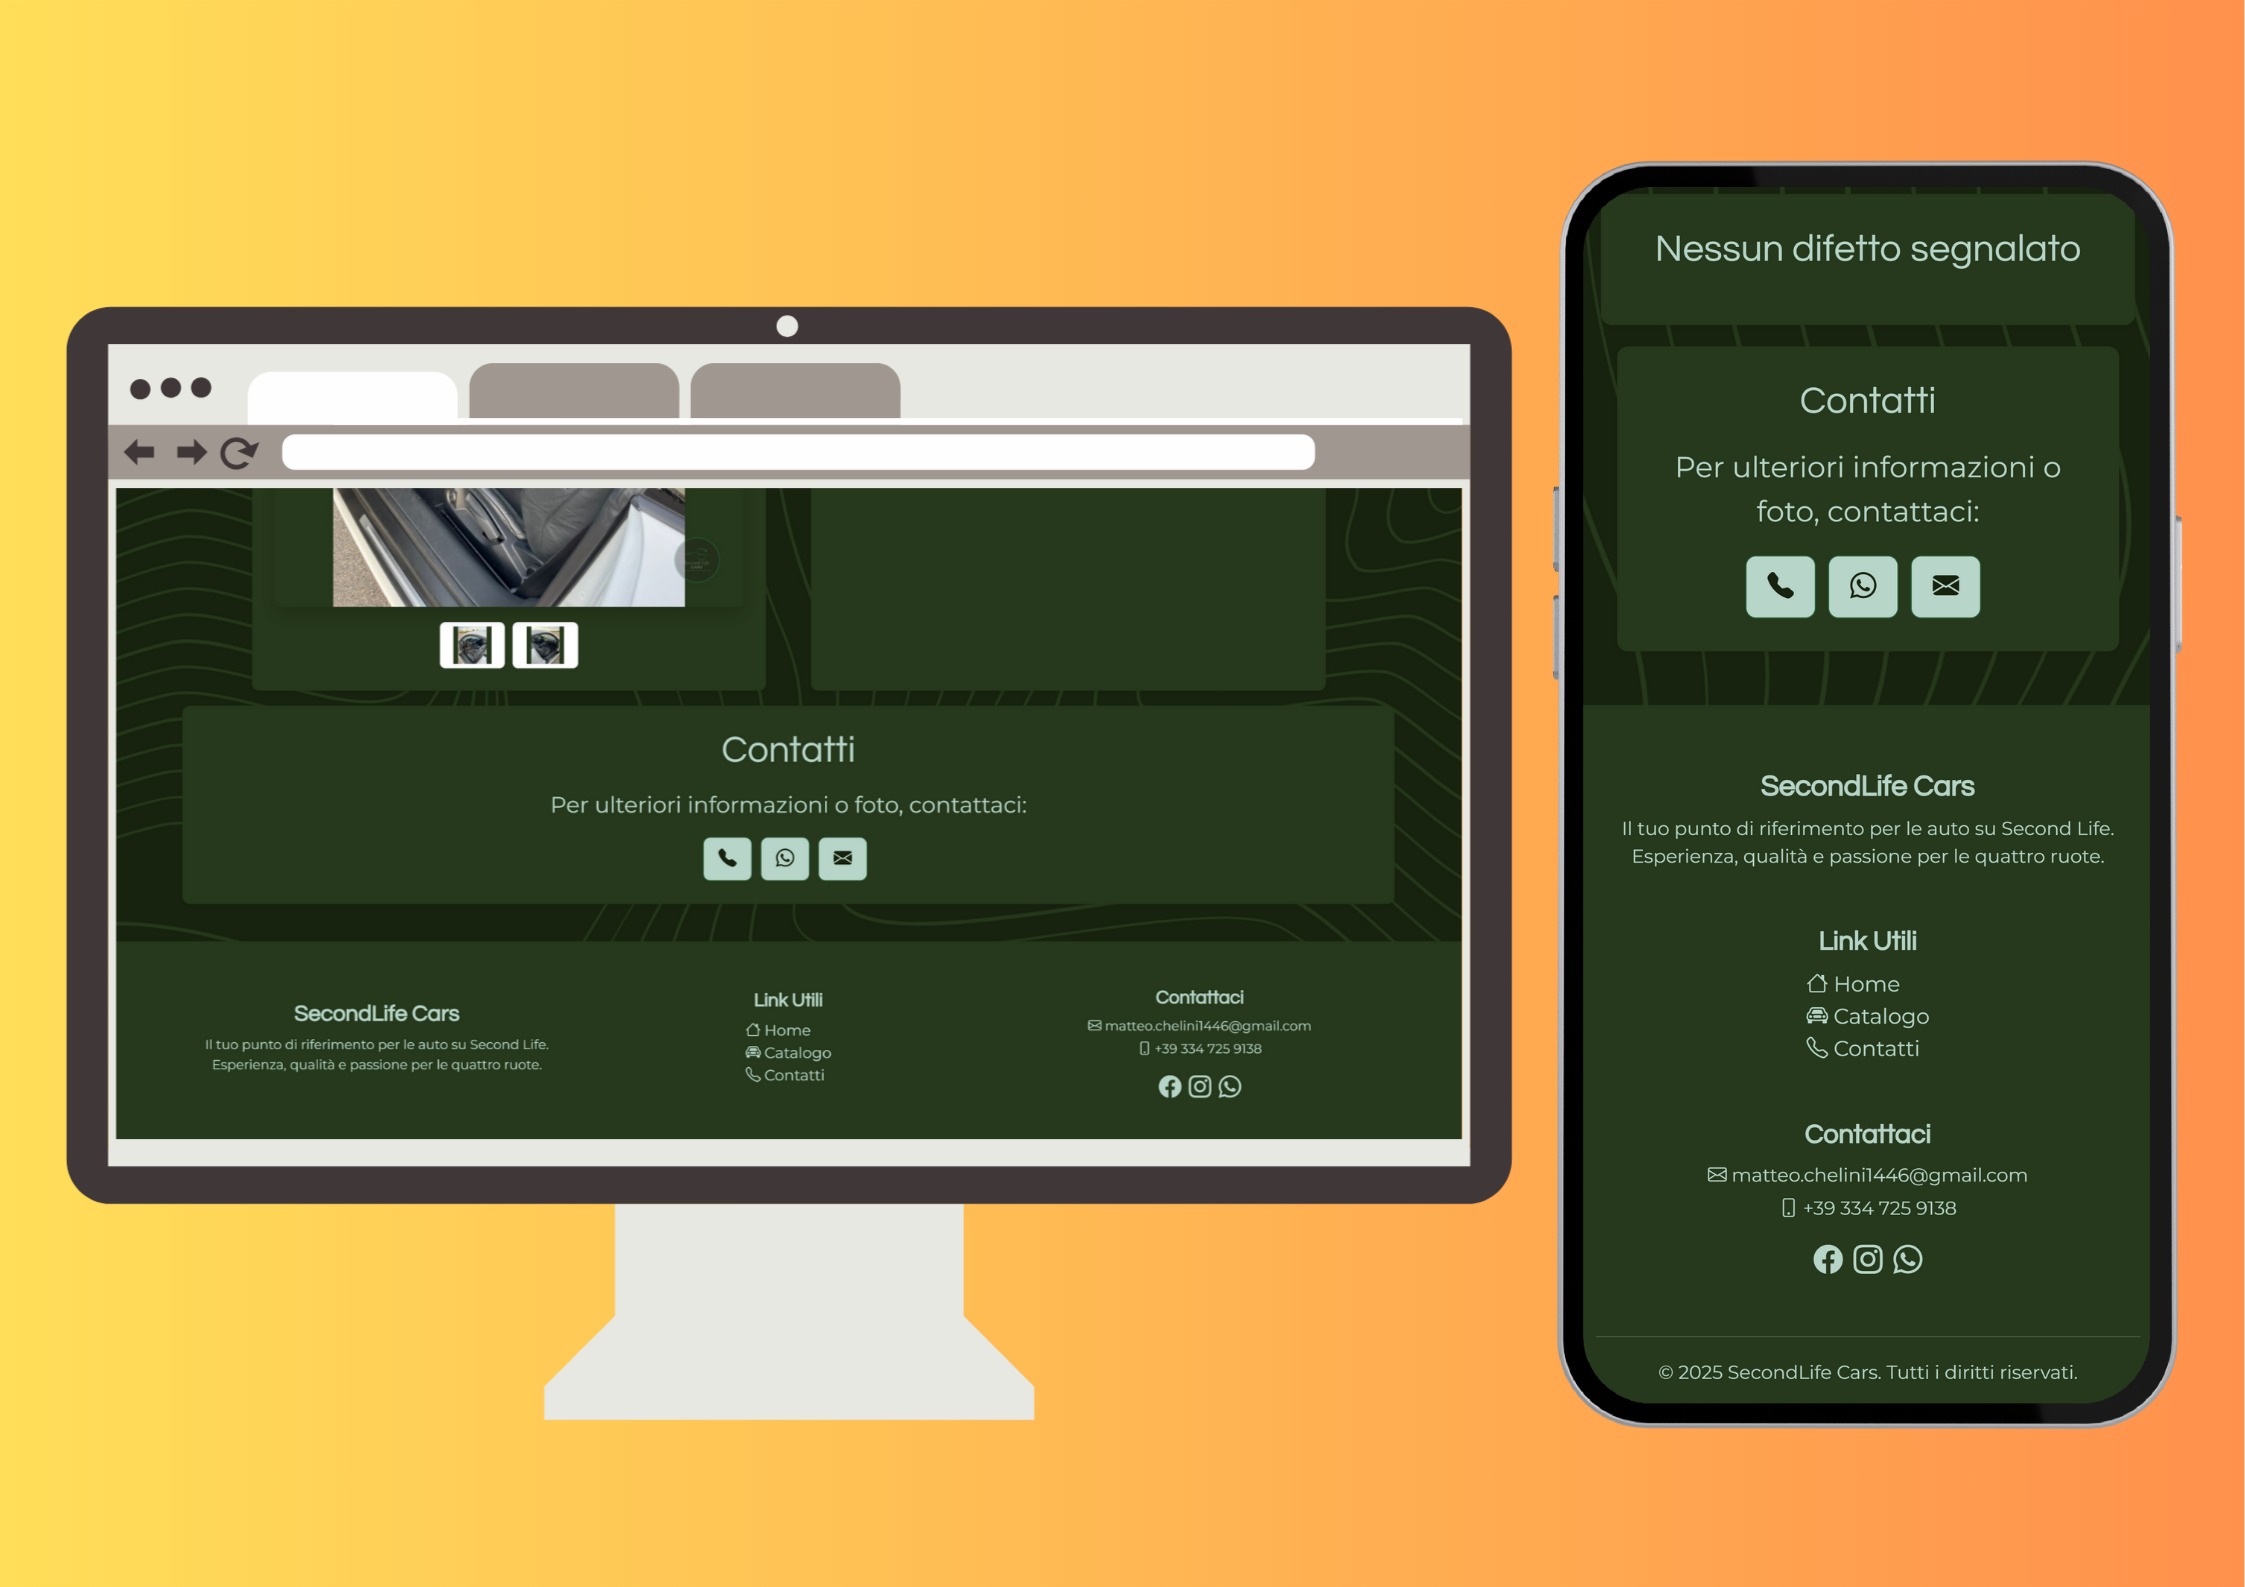 Contatti
Per ulteriori informazioni o foto, contattaci:
SecondLife Cars
Il tuo punto di riferimento per le auto su Second Life.
Esperienza, qualità e passione per le quattro ruote.
Link Utili
Home
Catalogo
Contatti
Contattaci
matteo.chelini1446@gmail.com
+39 334 725 9138
Nessun difetto segnalato
Contatti
Per ulteriori informazioni o
foto, contattaci:
SecondLife Cars
Il tuo punto di riferimento per le auto su Second Life.
Esperienza, qualità e passione per le quattro ruote.
Link Utili
Home
Catalogo
Contatti
Contattaci
matteo.chelini1446@gmail.com
+39 334 725 9138
© 2025 SecondLife Cars. Tutti i diritti riservati.